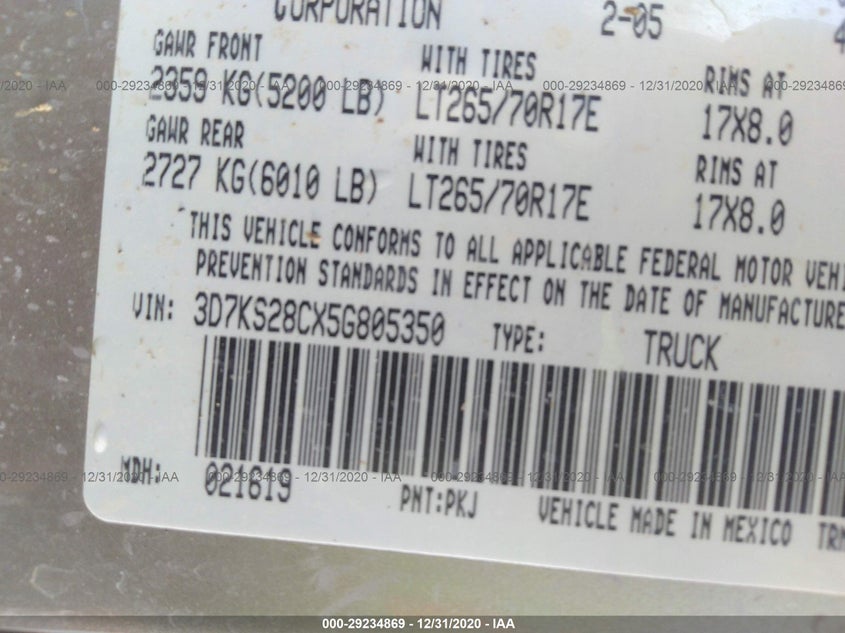 CORPORATION 2-05
GAWR FRONT WITH TIRES RIMS AT
2359 KG(5200 LB) LT265/70R17E 17X8.0
GAWR REAR WITH TIRES RIMS AT
2727 KG(6010 LB) LT265/70R17E 17X8.0
THIS VEHICLE CONFORMS TO ALL APPLICABLE FEDERAL MOTOR VEHI
PREVENTION STANDARDS IN EFFECT ON THE DATE OF MANUFACTURE
VIN: 3D7KS28CX5G805350 TYPE: TRUCK
MDH: 021619
PNT:PKJ VEHICLE MADE IN MEXICO TRM
000-29234869 - 12/31/2020 - IAA